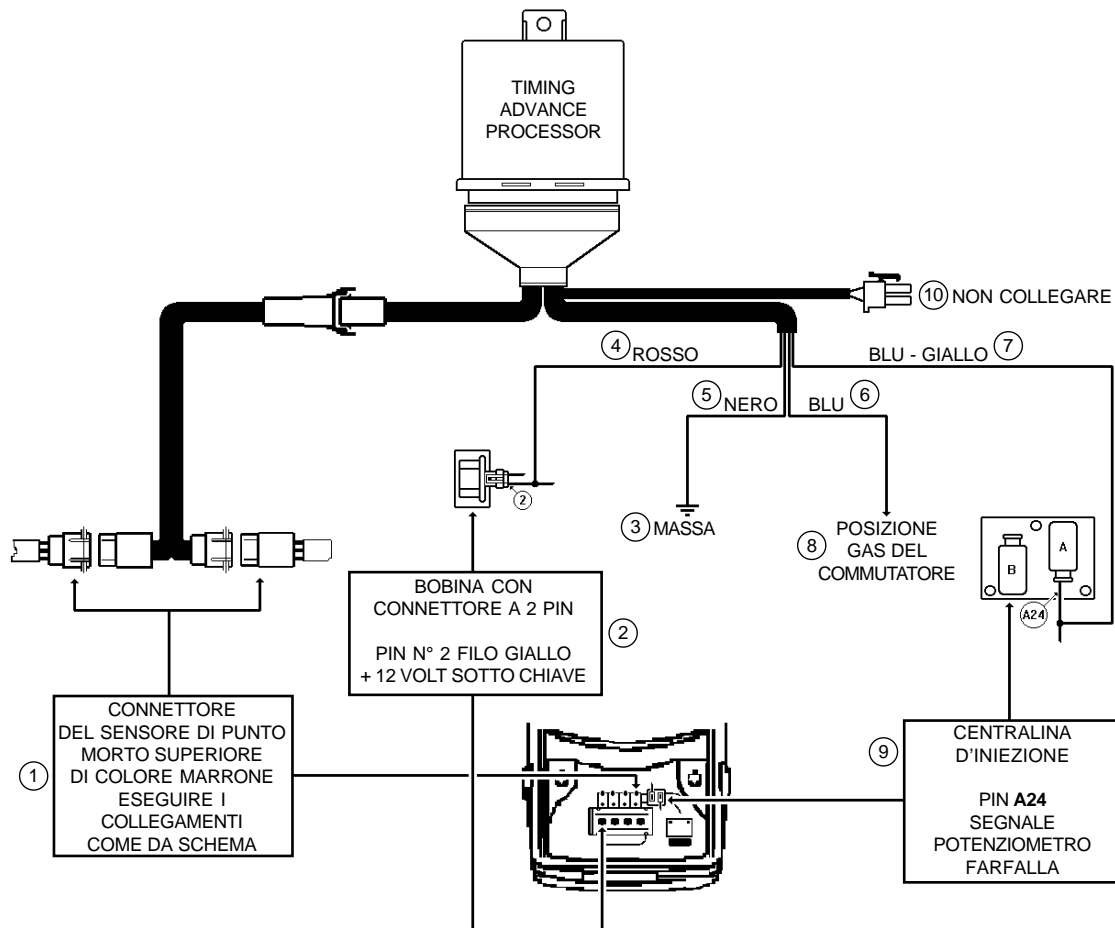 TIMING
ADVANCE
PROCESSOR
10 NON COLLEGARE
4 ROSSO
BLU - GIALLO 7
5 NERO
BLU 6
2
3 MASSA
8 POSIZIONE
GAS DEL
COMMUTATORE
B
A
A24
BOBINA CON
CONNETTORE A 2 PIN
PIN N° 2 FILO GIALLO
+ 12 VOLT SOTTO CHIAVE
2
1
CONNETTORE
DEL SENSORE DI PUNTO
MORTO SUPERIORE
DI COLORE MARRONE
ESEGUIRE I
COLLEGAMENTI
COME DA SCHEMA
9
CENTRALINA
D'INIEZIONE
PIN A24
SEGNALE
POTENZIOMETRO
FARFALLA